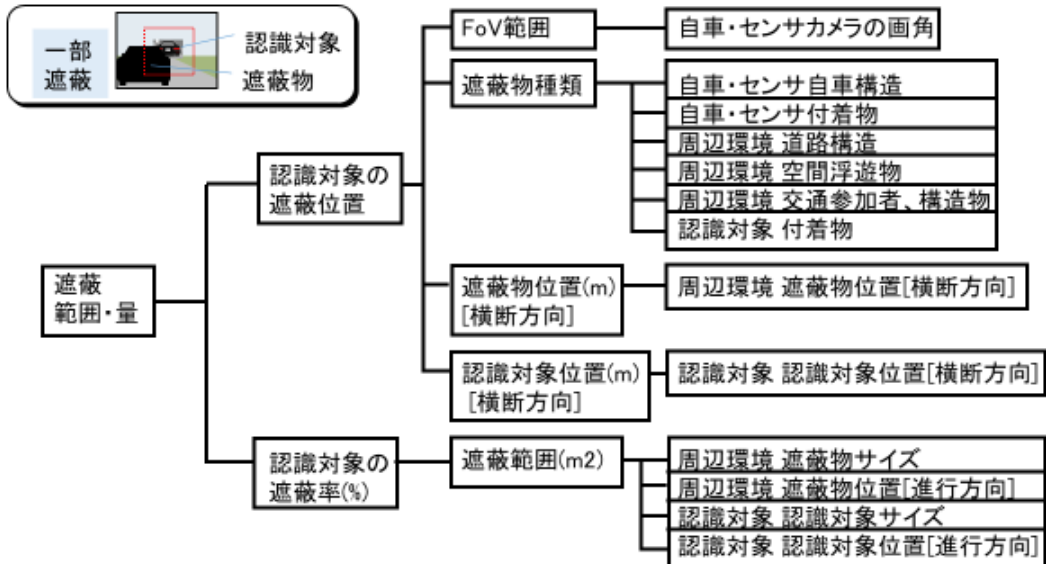 一部
遮蔽
認識対象
遮蔽物
遮蔽
範囲・量
認識対象の
遮蔽位置
FoV範囲
自車・センサカメラの画角
遮蔽物種類
自車・センサ自車構造
自車・センサ付着物
周辺環境 道路構造
周辺環境 空間浮遊物
周辺環境 交通参加者、構造物
認識対象 付着物
遮蔽物位置(m)
[横断方向]
周辺環境 遮蔽物位置[横断方向]
認識対象位置(m)
[横断方向]
認識対象 認識対象位置[横断方向]
認識対象の
遮蔽率(%)
遮蔽範囲(m2)
周辺環境 遮蔽物サイズ
周辺環境 遮蔽物位置[進行方向]
認識対象 認識対象サイズ
認識対象 認識対象位置[進行方向]